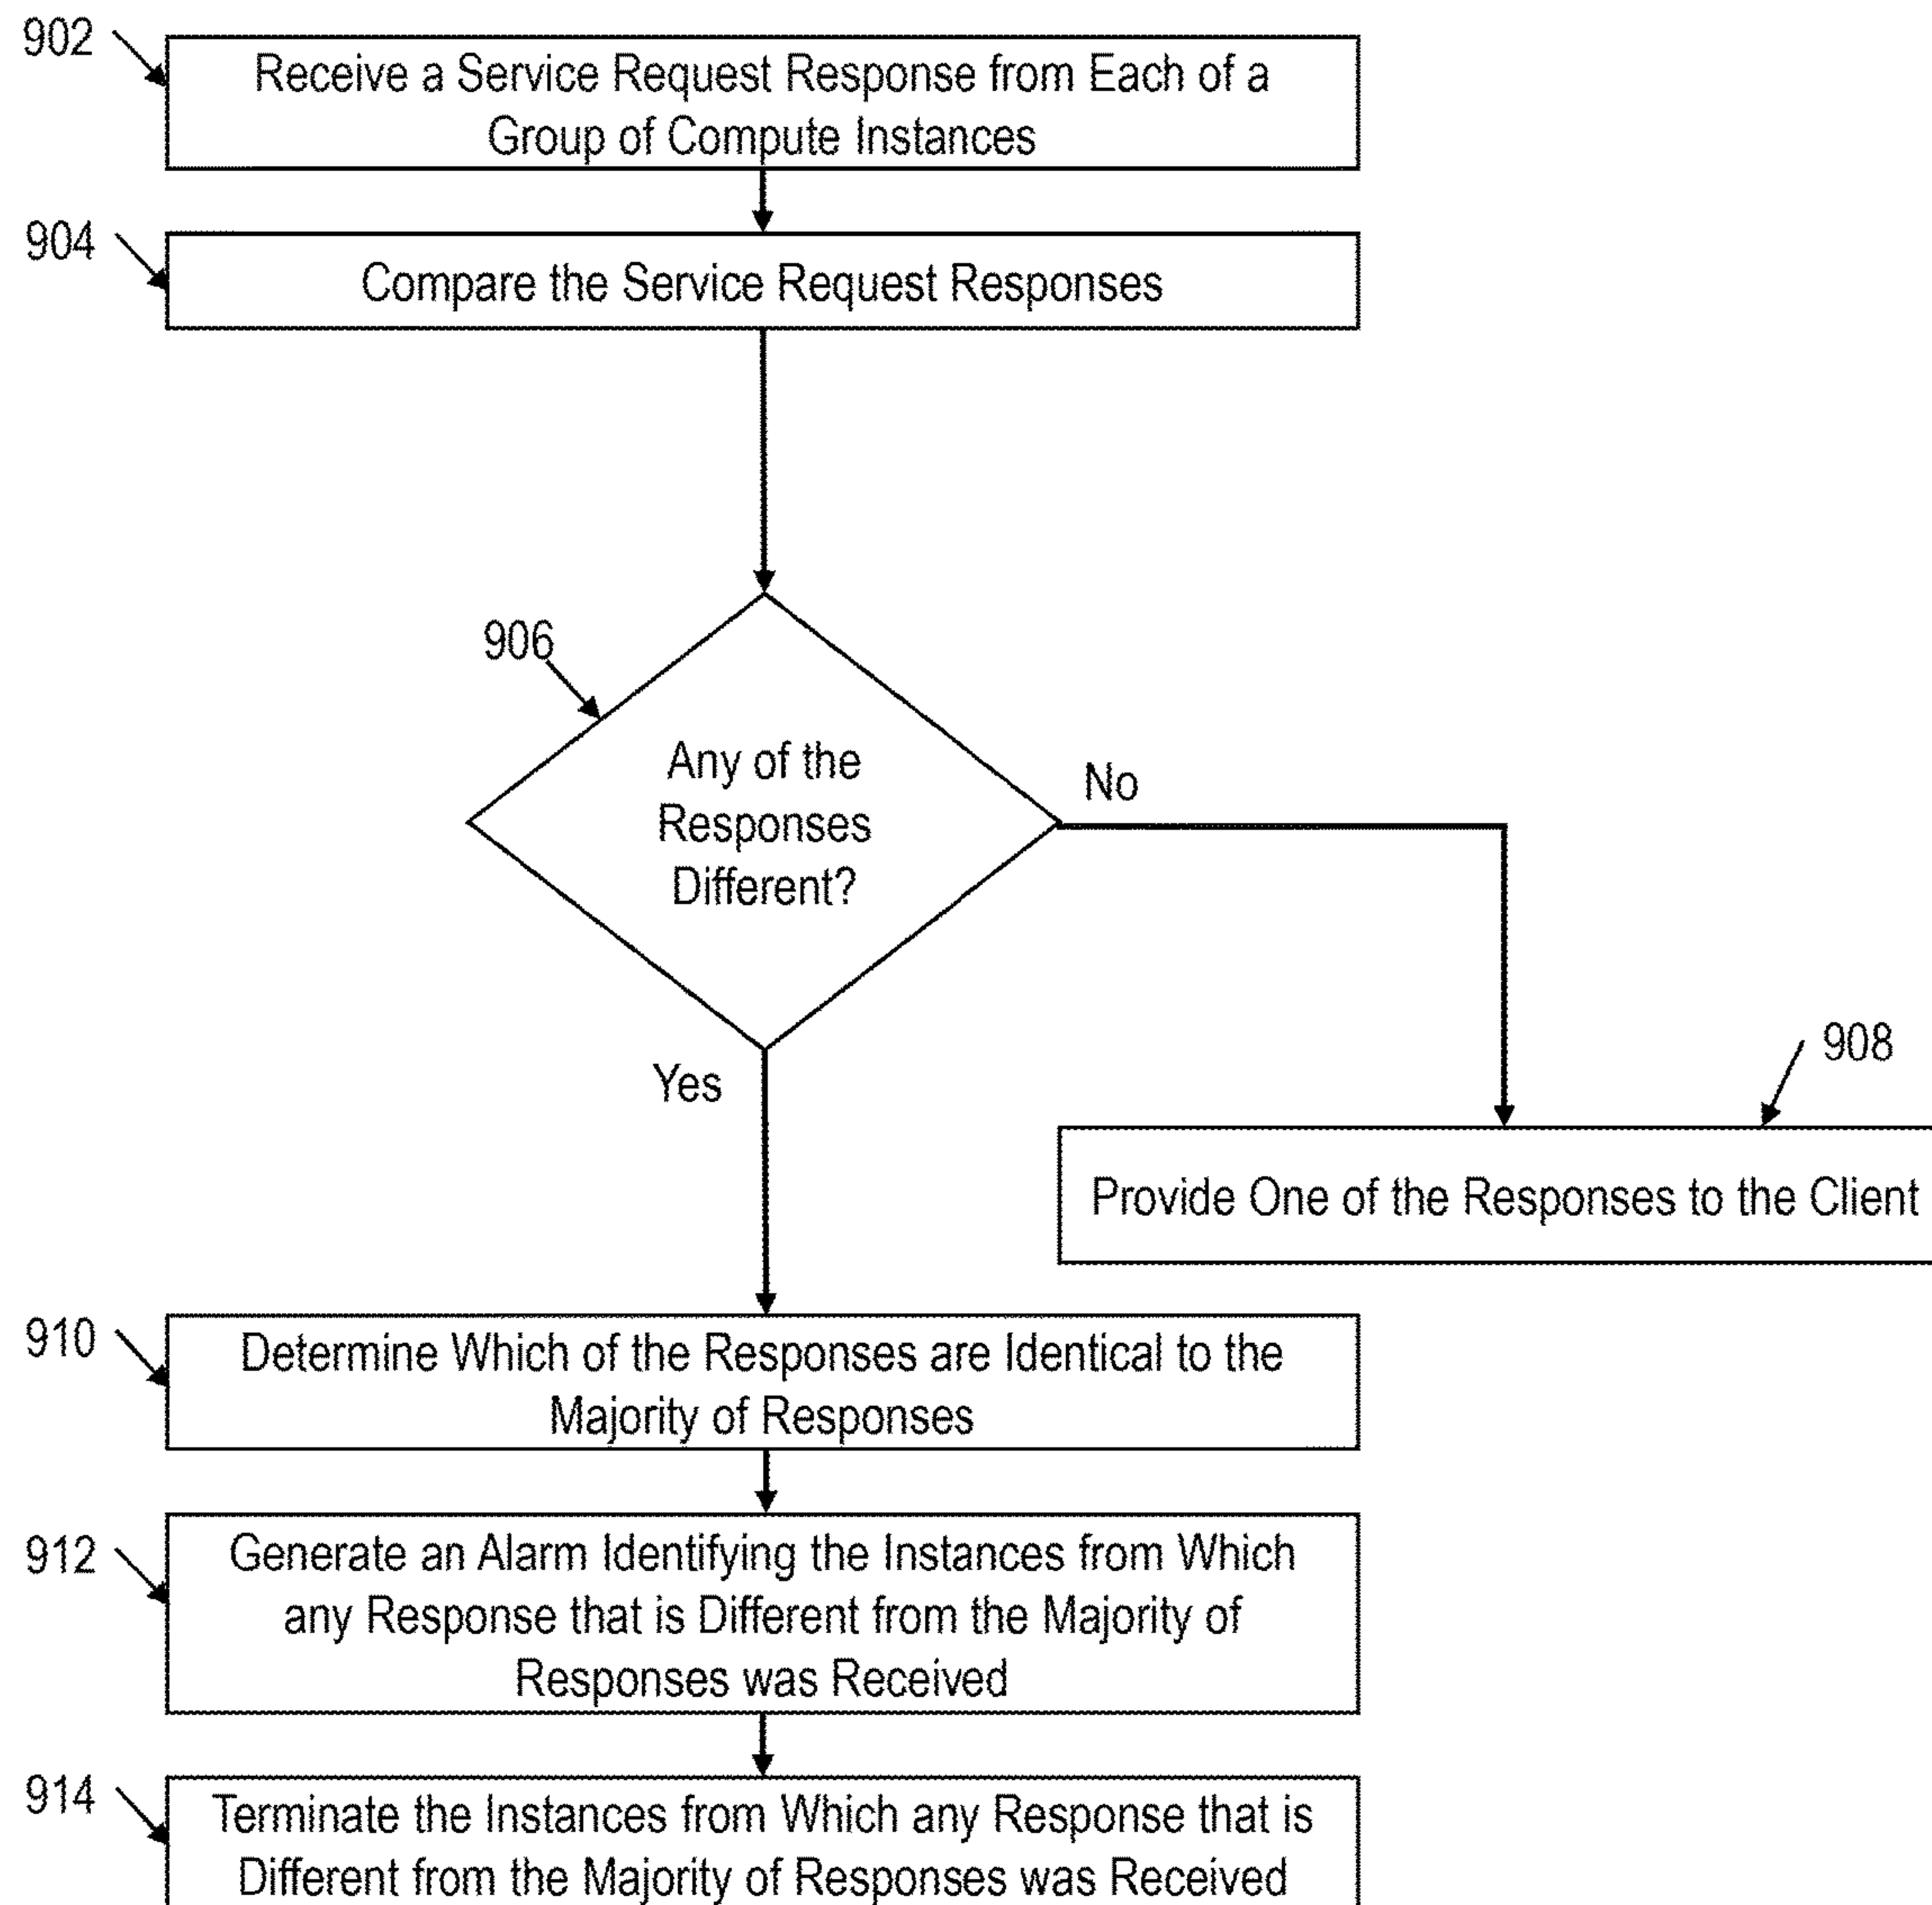 902
Receive a Service Request Response from Each of a
Group of Compute Instances
904
Compare the Service Request Responses
906
Any of the
Responses
Different?
No
Yes
908
Provide One of the Responses to the Client
910
Determine Which of the Responses are Identical to the
Majority of Responses
912
Generate an Alarm Identifying the Instances from Which
any Response that is Different from the Majority of
Responses was Received
914
Terminate the Instances from Which any Response that is
Different from the Majority of Responses was Received